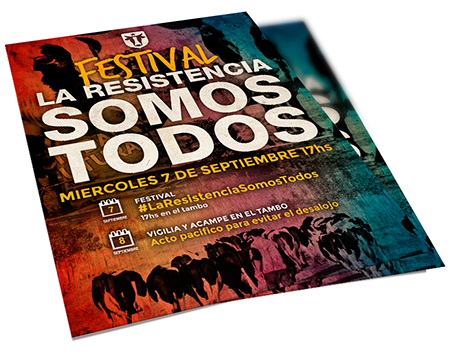 FESTIVAL
LA RESISTENCIA
SOMOS
TODOS
MIERCOLES 7 DE SEPTIEMBRE 17hs
7
SEPTIEMBRE
FESTIVAL
#LaResistenciaSomosTodos
17hs en el tambo
8
SEPTIEMBRE
VIGILIA Y ACAMPE EN EL TAMBO
Acto pacífico para evitar el desalojo